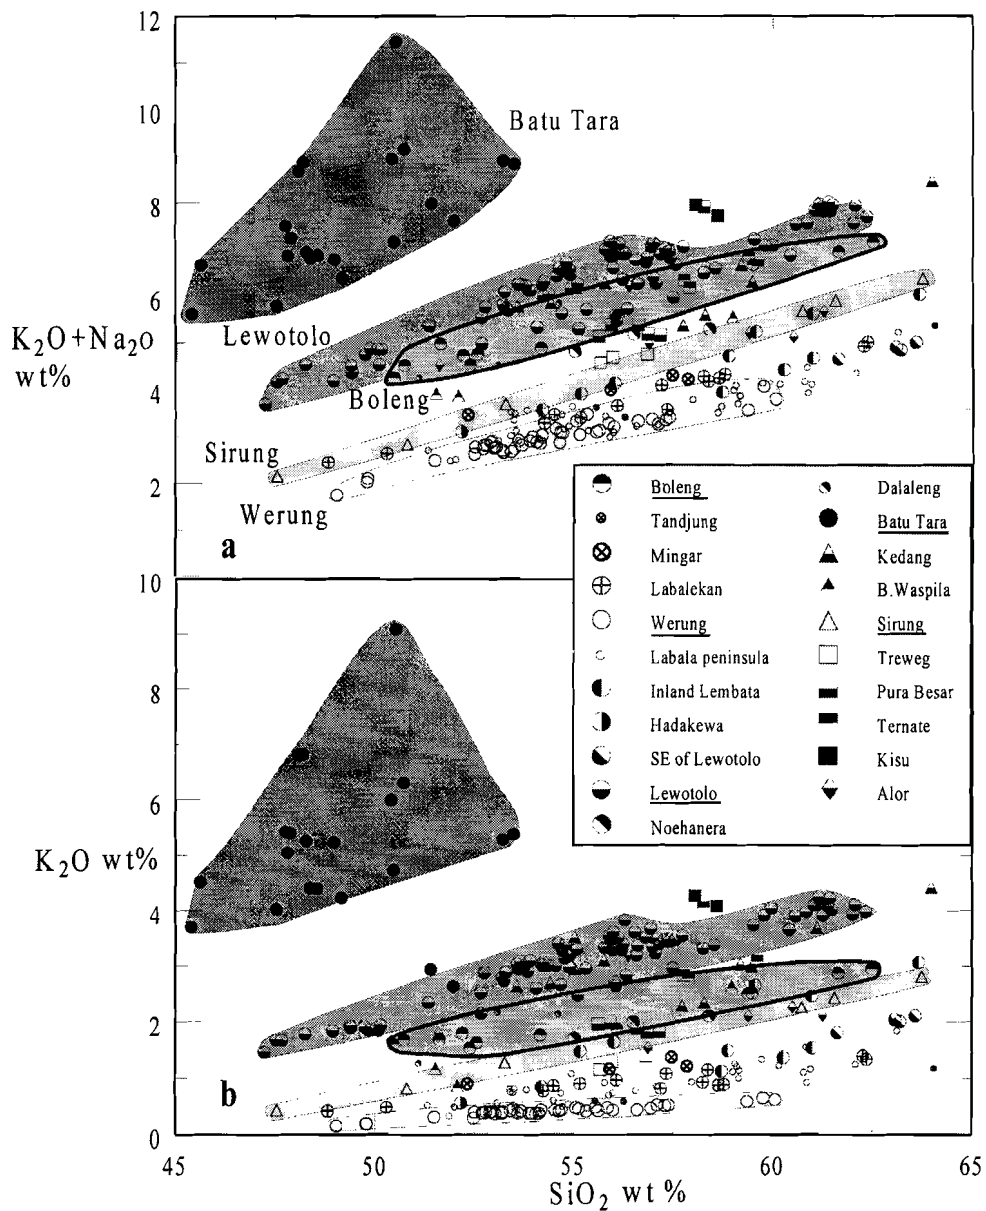 12
10
8
6
4
2
K₂O+Na₂O
wt%
Batu Tara
Lewotolo
Boleng
Sirung
Werung
a
Boleng
Tandjung
Mingar
Labalekan
Werung
Labala peninsula
Inland Lembata
Hadakewa
SE of Lewotolo
Lewotolo
Noehanera
Dalaleng
Batu Tara
Kedang
B.Waspila
Sirung
Treweg
Pura Besar
Ternate
Kisu
Alor
10
8
6
4
2
0
K₂O wt%
b
45
50
55
60
65
SiO₂ wt %